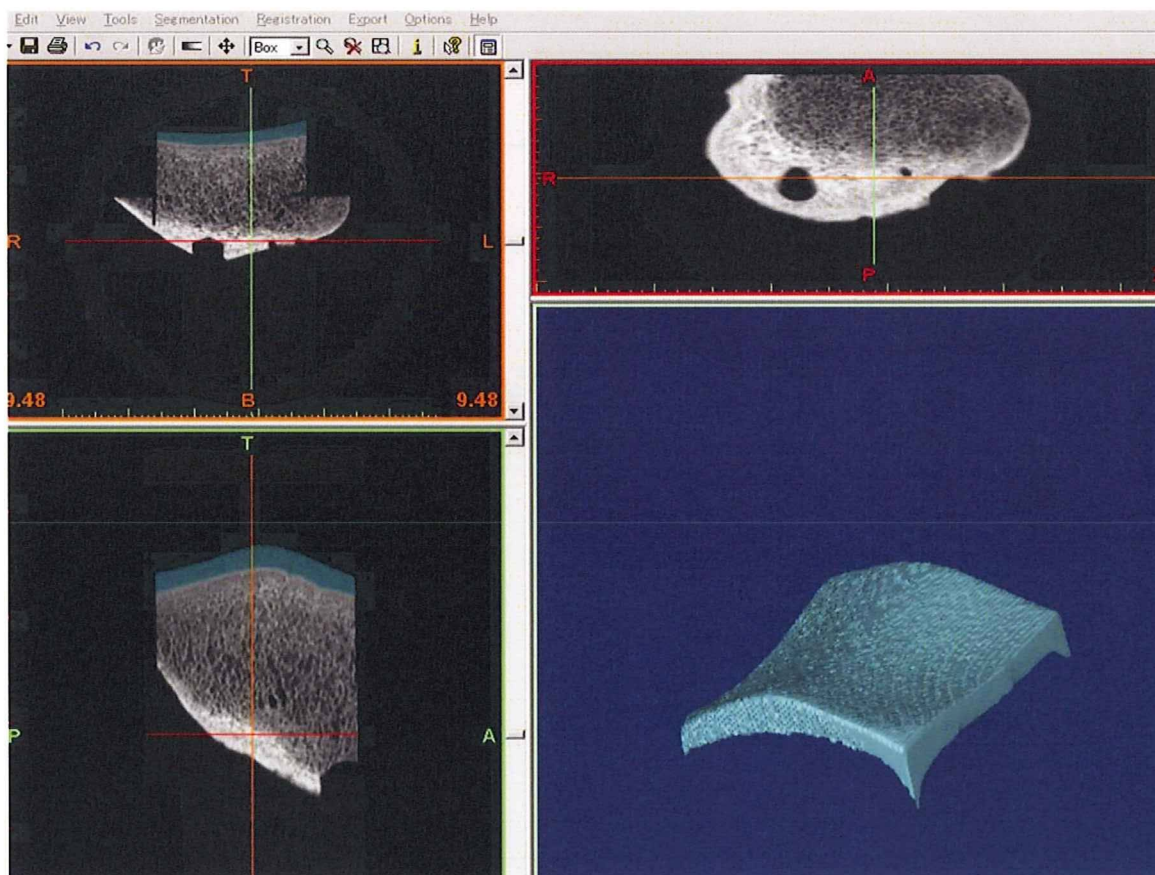 Edit View Tools Segmentation Registration Export Options Help
Box
T
R
L
9.48
B
9.48
A
R
P
T
P
A